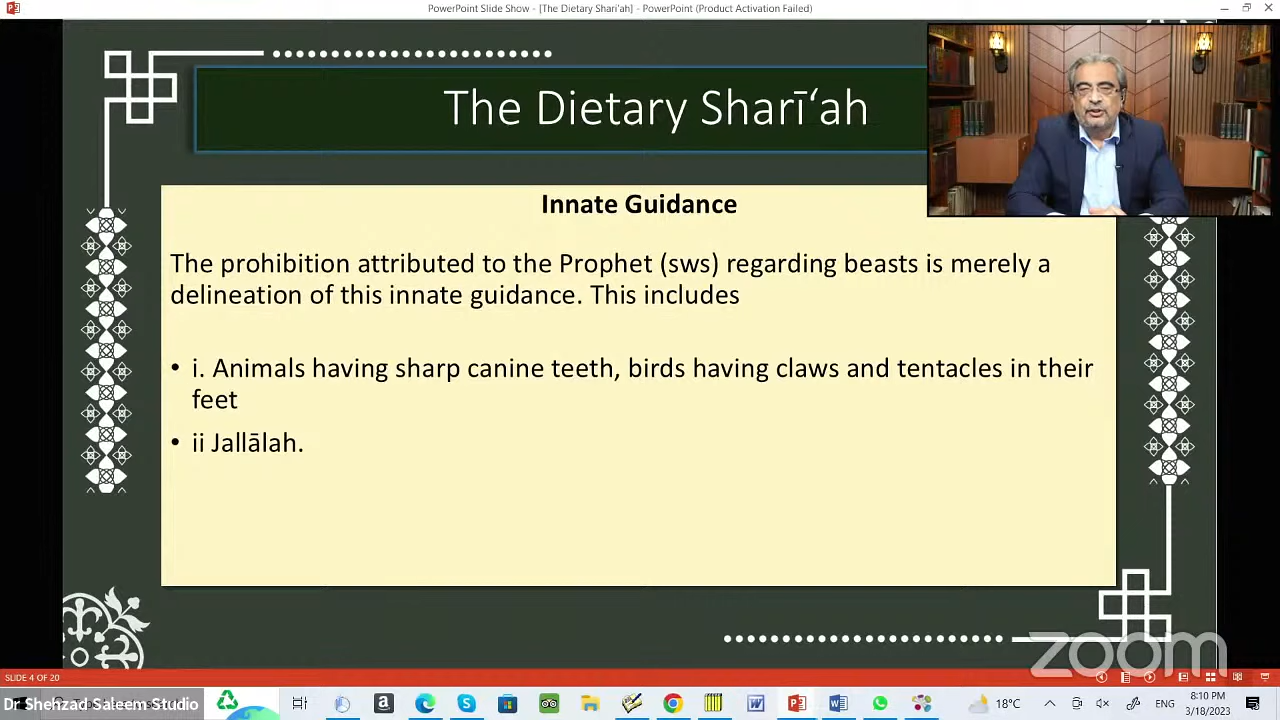 PowerPoint Slide Show - [The Dietary Shari'ah] - PowerPoint (Product Activation Failed)
The Dietary Sharī‘ah
Innate Guidance
The prohibition attributed to the Prophet (sws) regarding beasts is merely a
delineation of this innate guidance. This includes
• i. Animals having sharp canine teeth, birds having claws and tentacles in their
feet
• ii Jallālah.
zoom
SLIDE 4 OF 20
Dr Shehzad Saleem Studio
18°C
ENG
8:10 PM
3/18/2023